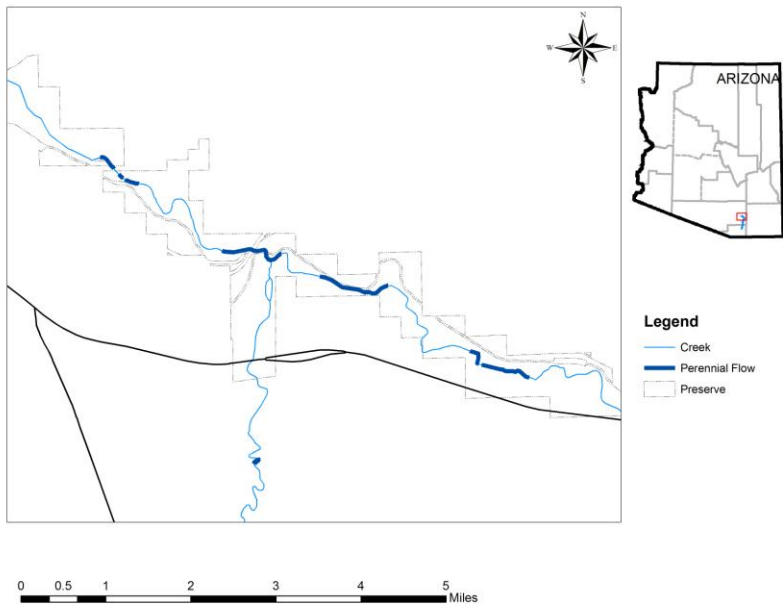 N
W E
S
ARIZONA
Legend
Creek
Perennial Flow
Preserve
0 0.5 1 2 3 4 5
Miles